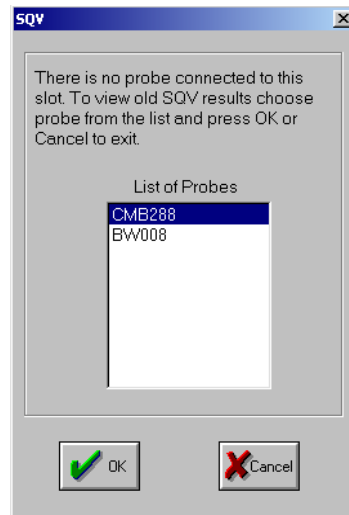 SQV
There is no probe connected to this
slot. To view old SQV results choose
probe from the list and press OK or
Cancel to exit.
List of Probes
CMB288
BW008
OK
Cancel